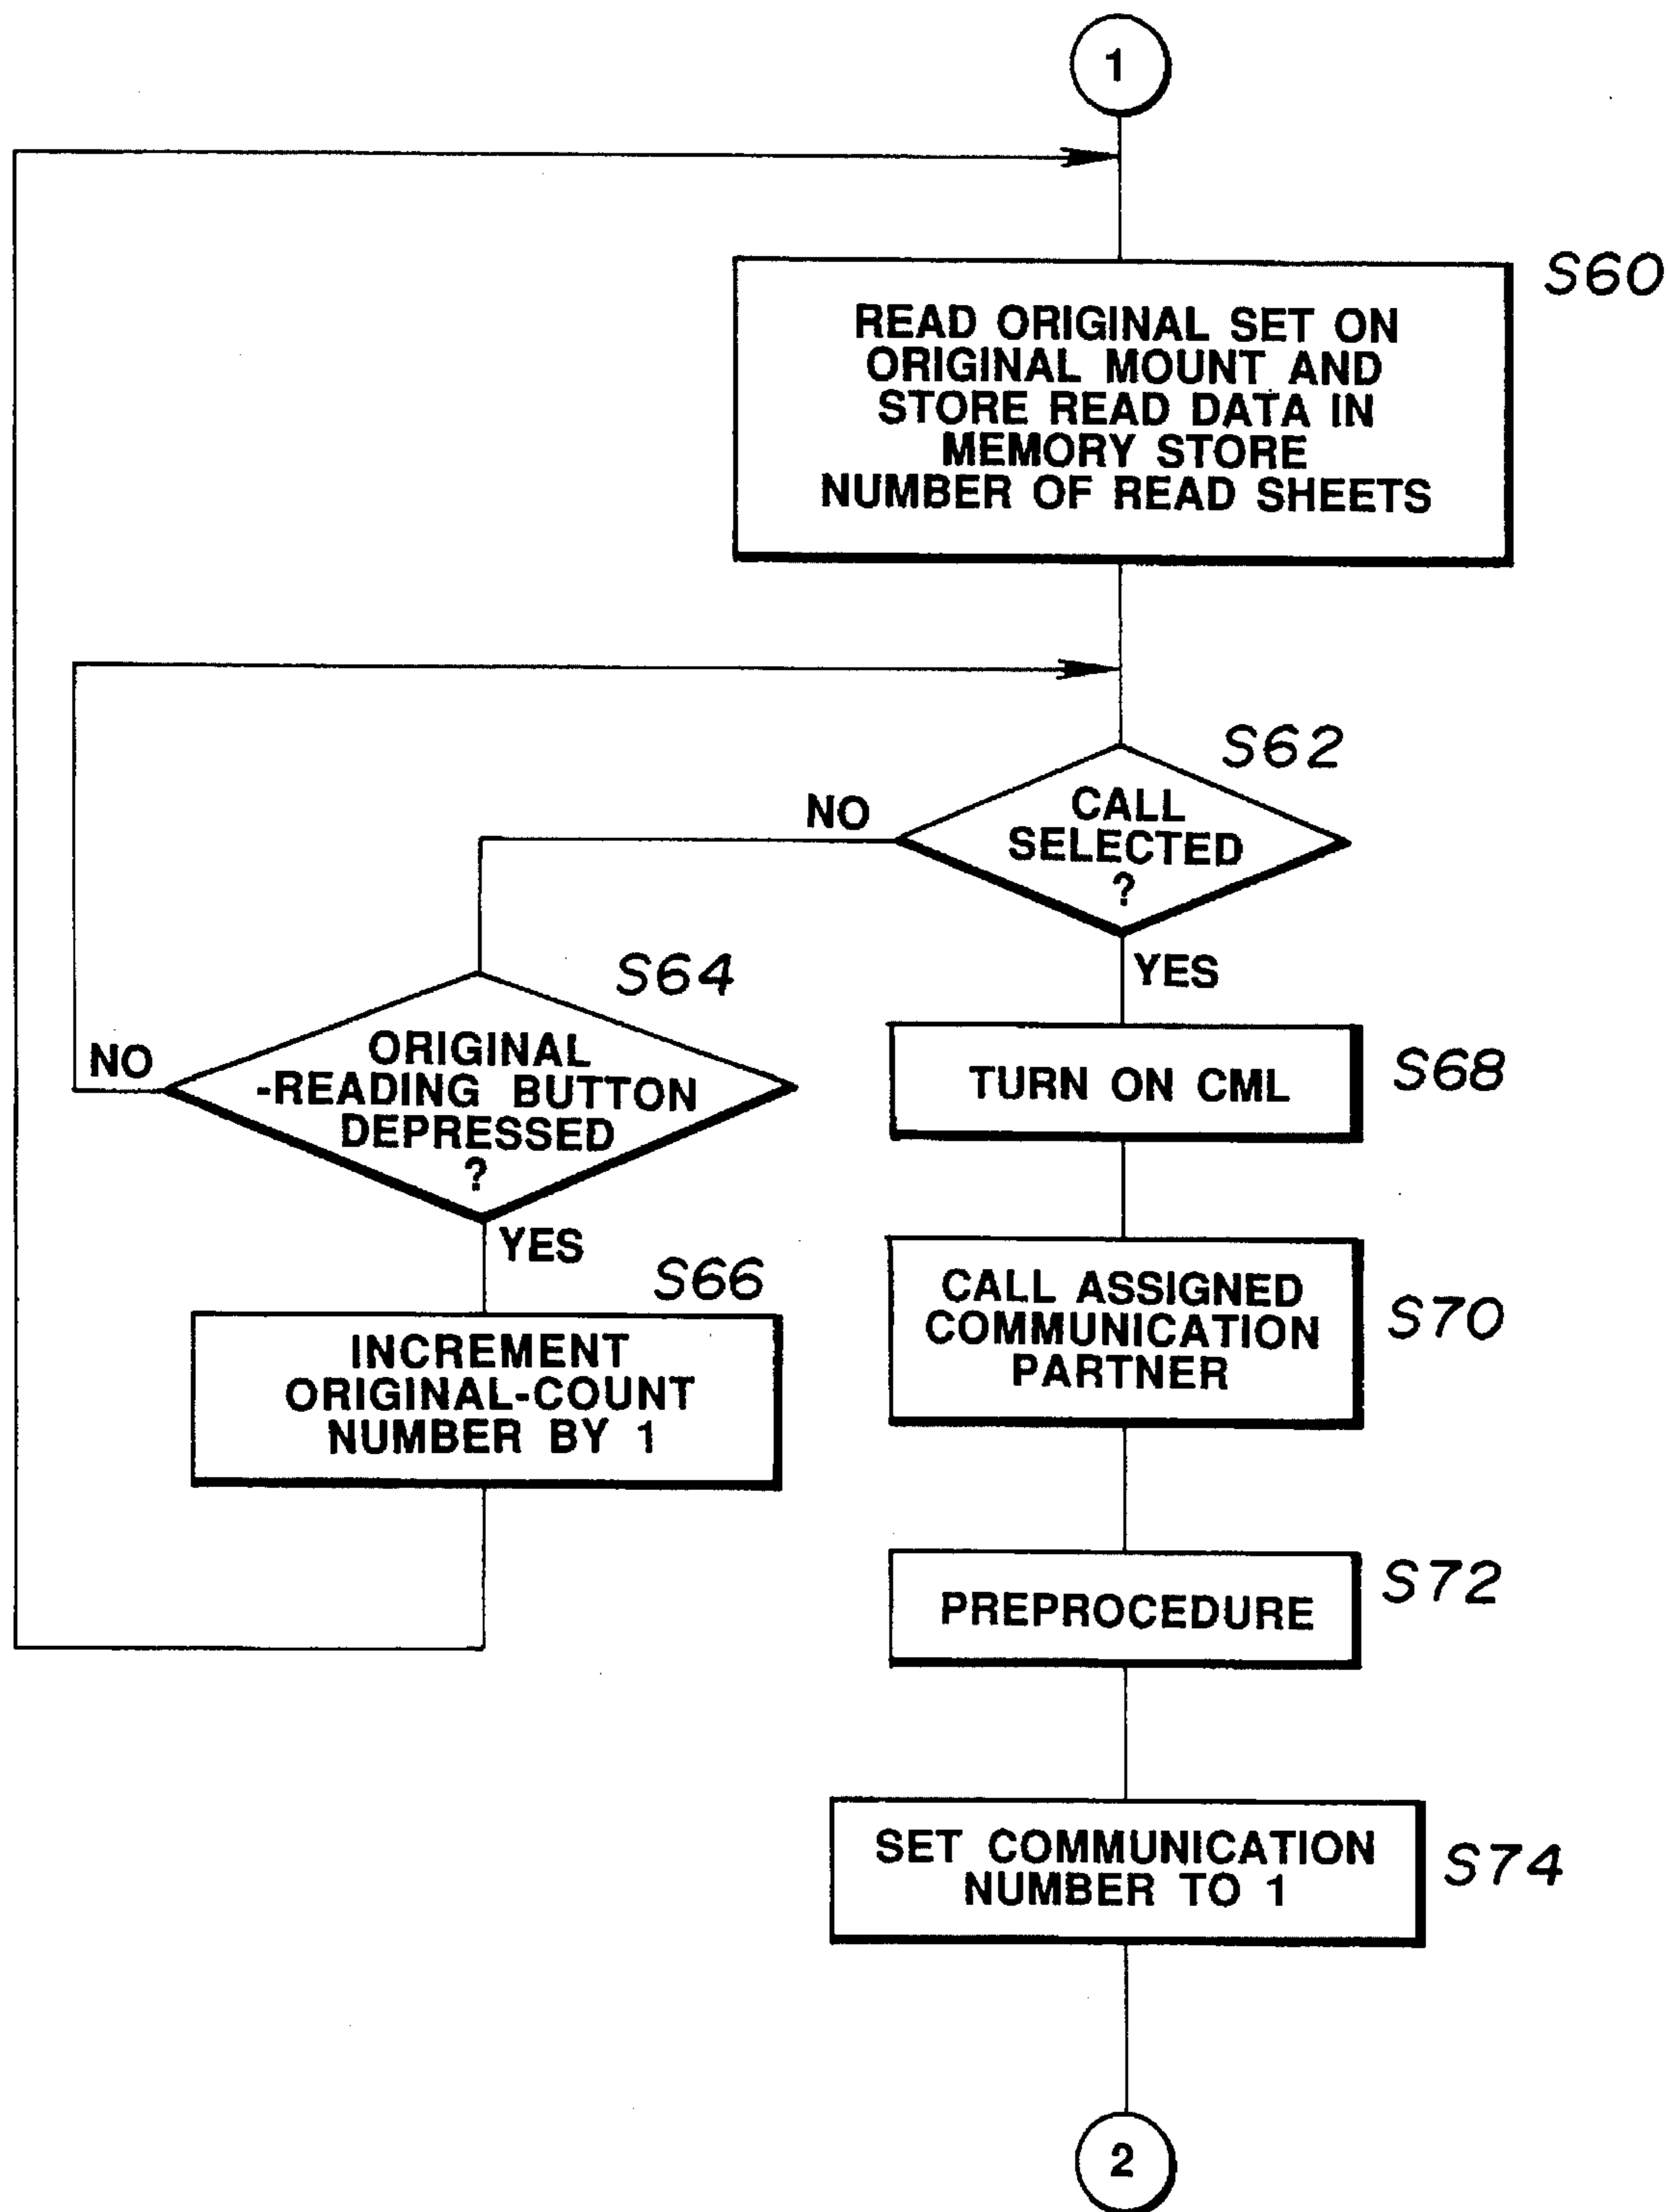 1
S60
READ ORIGINAL SET ON
ORIGINAL MOUNT AND
STORE READ DATA IN
MEMORY STORE
NUMBER OF READ SHEETS
S62
NO
CALL
SELECTED
?
YES
S64
NO
ORIGINAL
-READING BUTTON
DEPRESSED
?
YES
S68
TURN ON CML
S66
INCREMENT
ORIGINAL-COUNT
NUMBER BY 1
S70
CALL ASSIGNED
COMMUNICATION
PARTNER
S72
PREPROCEDURE
SET COMMUNICATION
NUMBER TO 1
S74
2